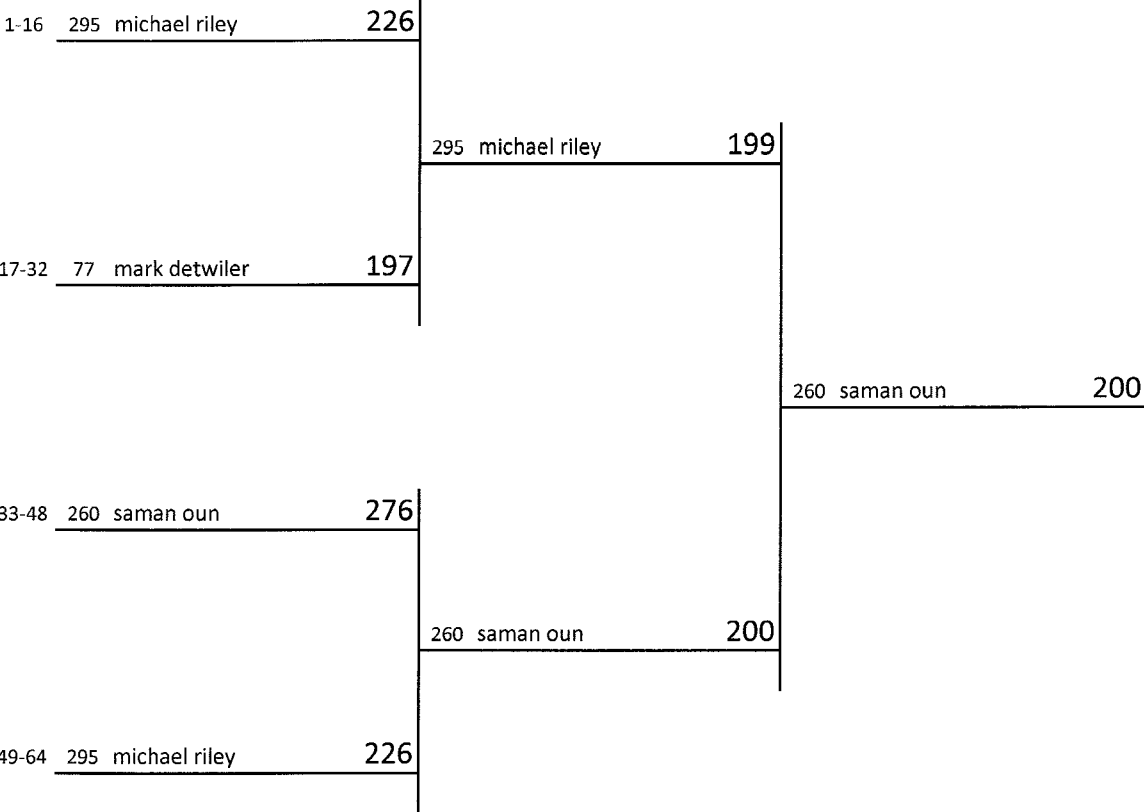 1-16 295 michael riley 226
295 michael riley 199
17-32 77 mark detwiler 197
260 saman oun 200
33-48 260 saman oun 276
260 saman oun 200
49-64 295 michael riley 226